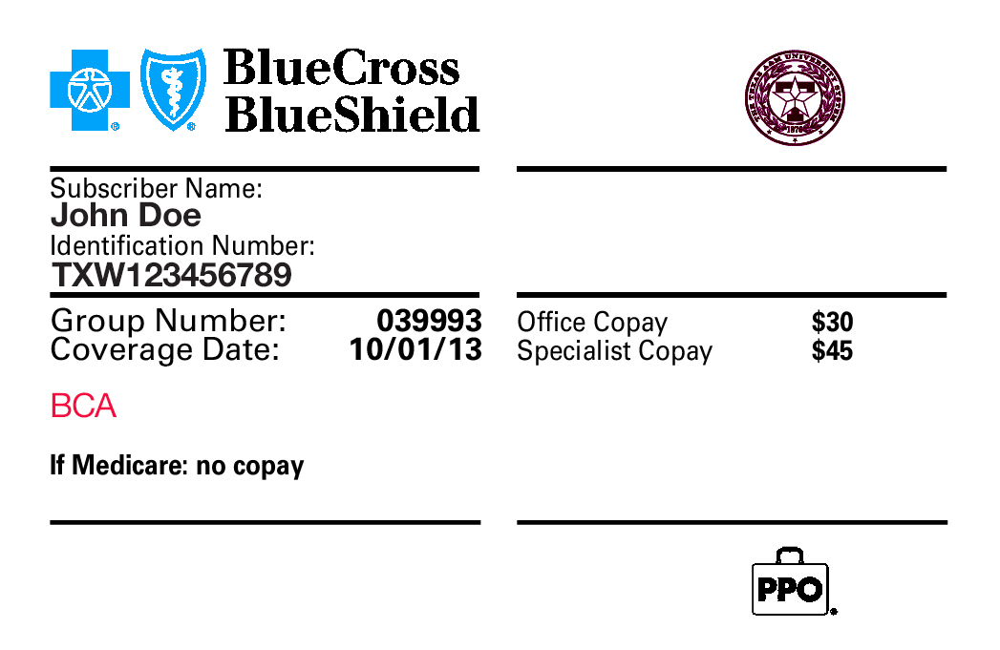 BlueCross
BlueShield
THE TEXAS A&M UNIVERSITY SYSTEM
1876
Subscriber Name:
John Doe
Identification Number:
TXW123456789
Group Number: 039993
Coverage Date: 10/01/13
Office Copay $30
Specialist Copay $45
BCA
If Medicare: no copay
PPO